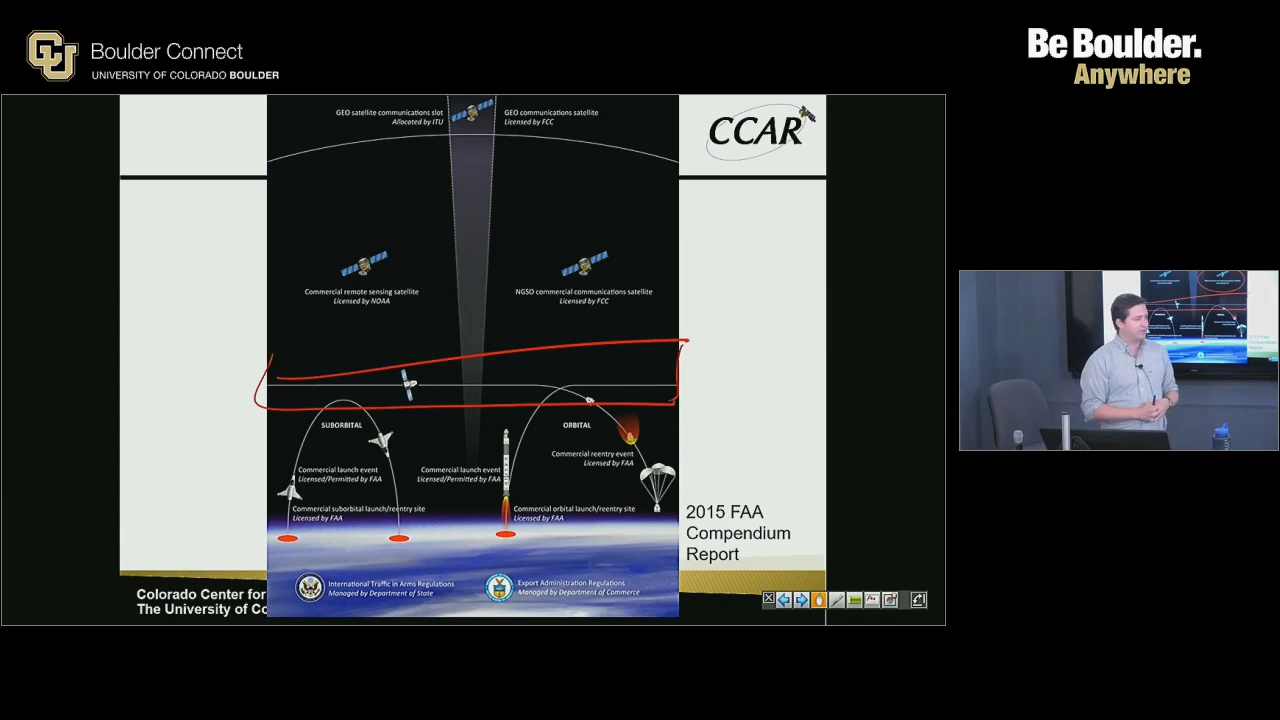 CU
Boulder Connect
UNIVERSITY OF COLORADO BOULDER
Be Boulder.
Anywhere
GEO satellite communications slot
Allocated by ITU
GEO satellite communications
Licensed by FCC
CCAR
Commercial remote sensing satellite
Licensed by NOAA
NGSO commercial communications satellite
Licensed by FCC
SUBORBITAL
ORBITAL
Commercial reentry event
Licensed by FAA
Commercial launch event
Licensed/Permitted by FAA
Commercial launch event
Licensed/Permitted by FAA
Commercial suborbital launch/reentry site
Licensed by FAA
Commercial orbital launch/reentry site
Licensed by FAA
2015 FAA
Compendium
Report
International Traffic in Arms Regulations
Managed by Department of State
Export Administration Regulations
Managed by Department of Commerce
Colorado Center for
The University of Co